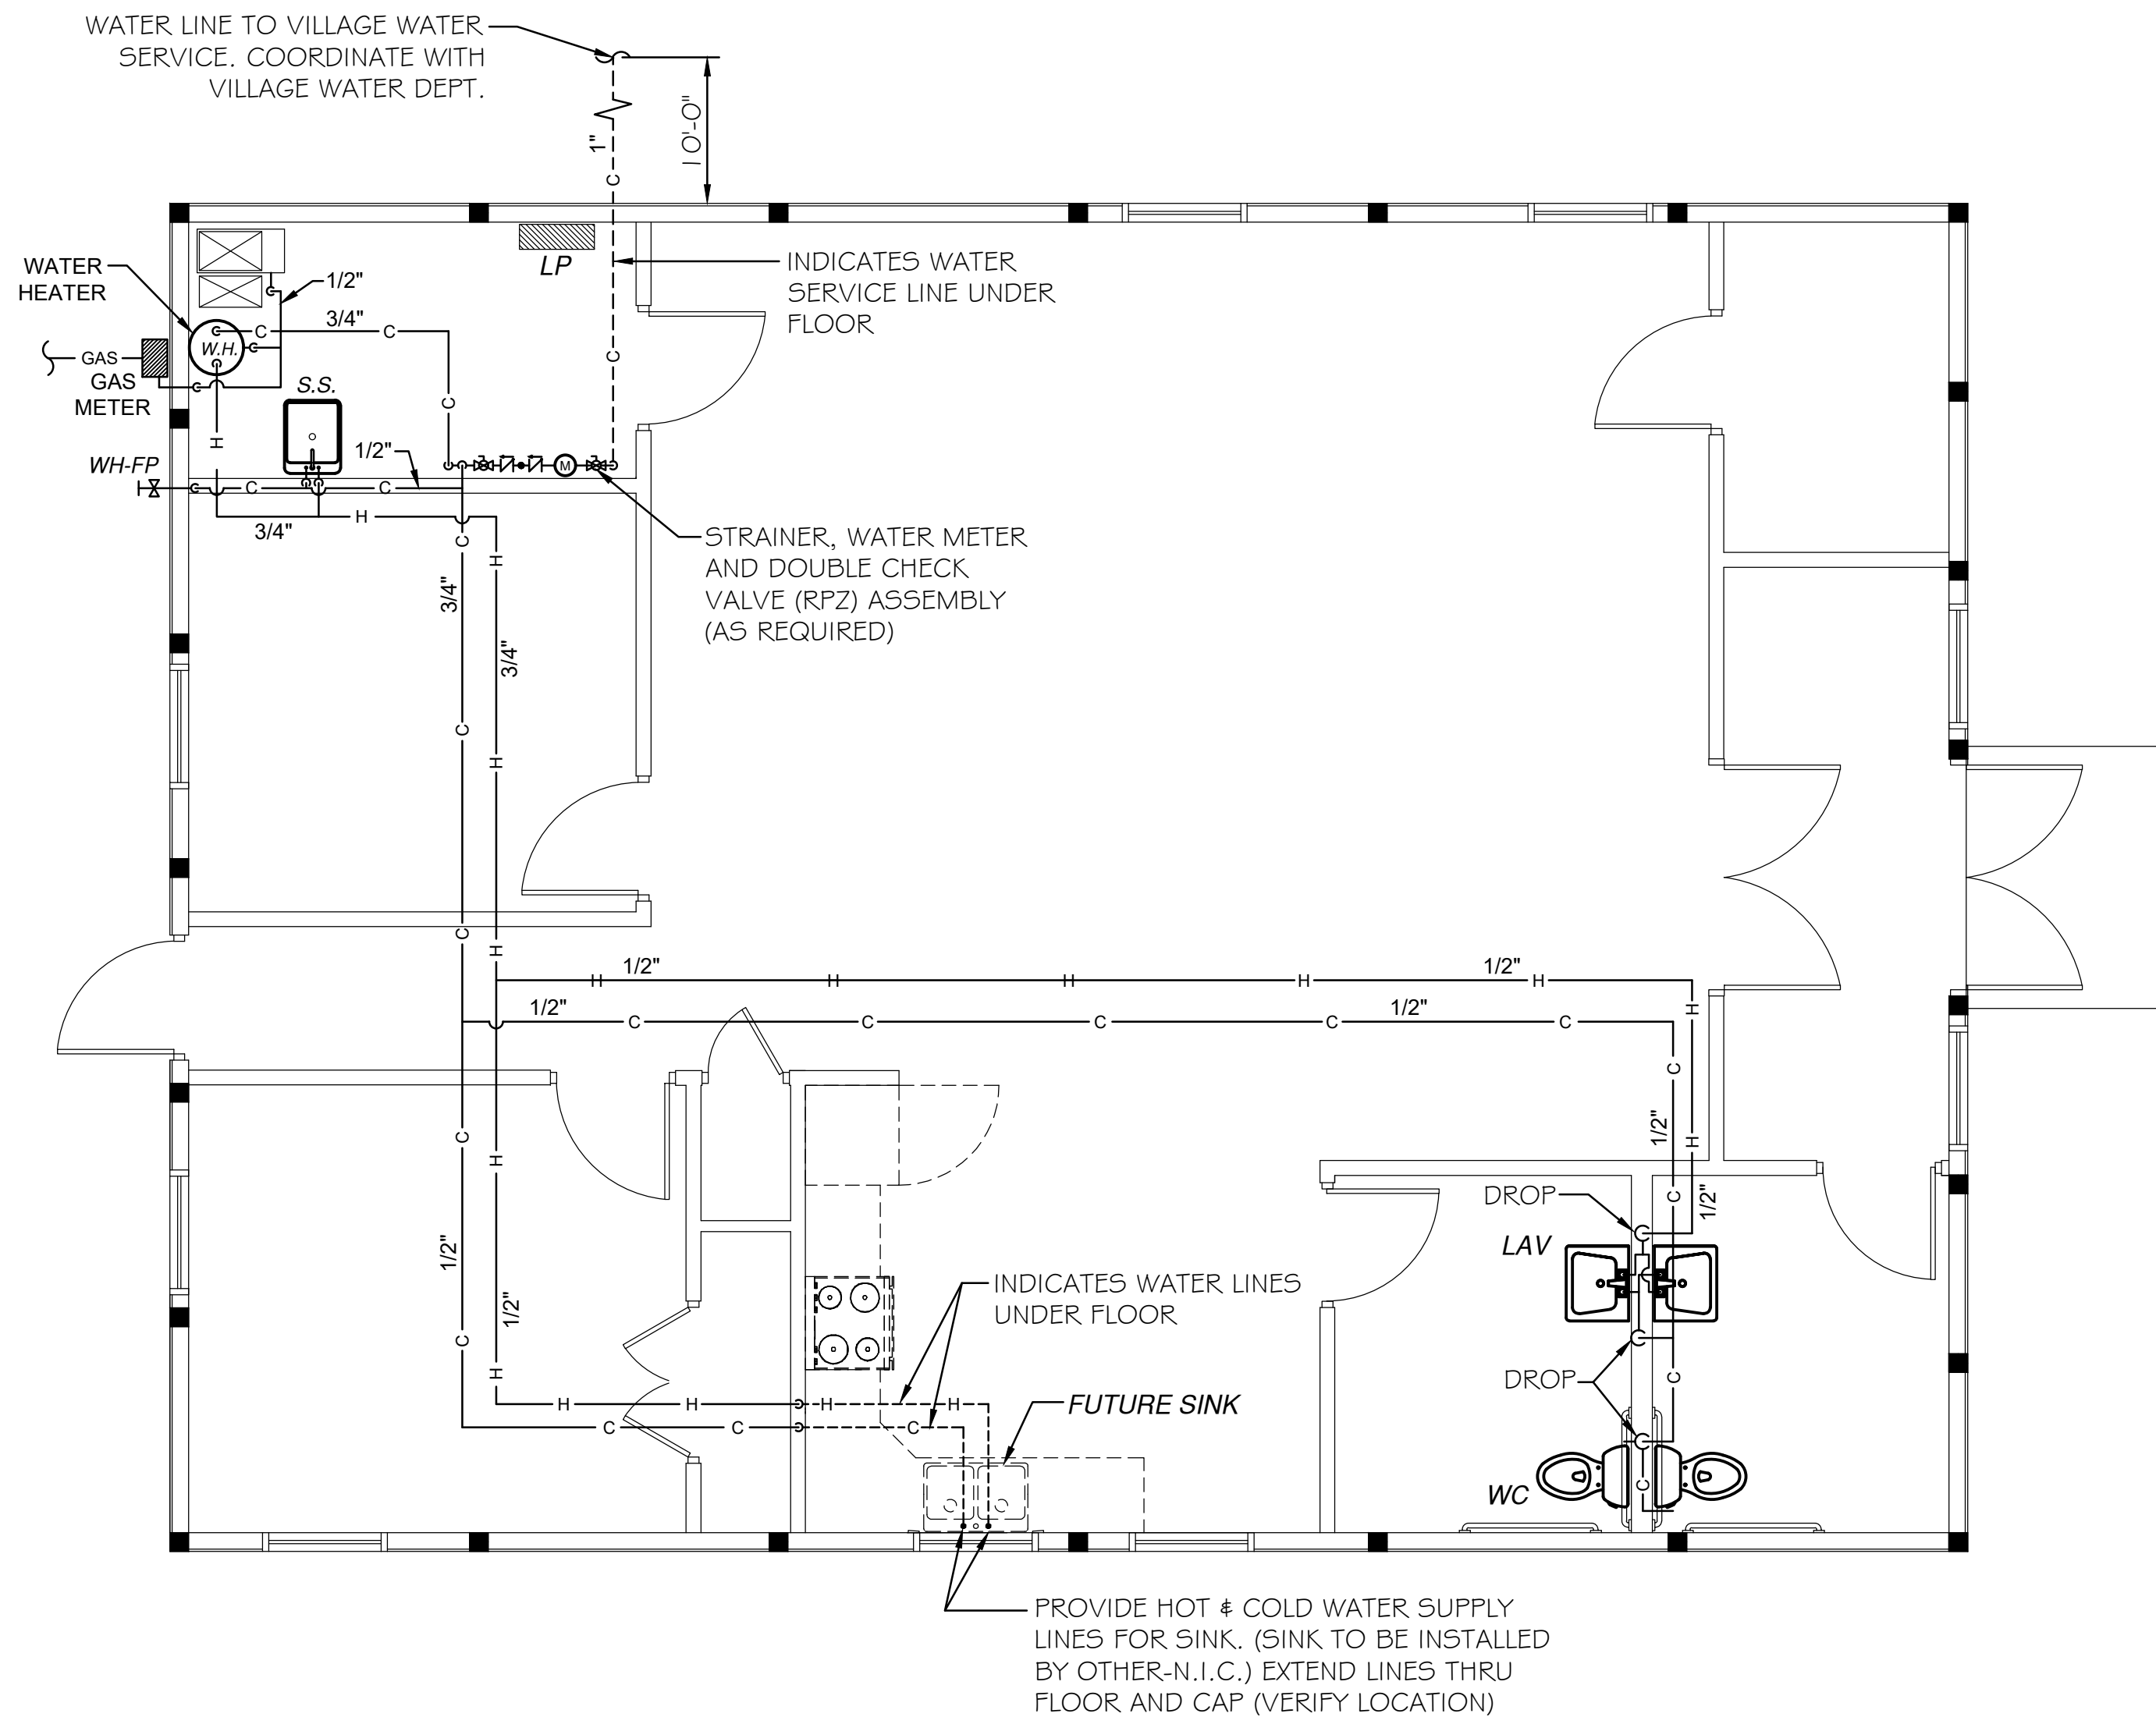 WATER LINE TO VILLAGE WATER
SERVICE. COORDINATE WITH
VILLAGE WATER DEPT.
10'-0"
1"
C
WATER
HEATER
1/2"
LP
INDICATES WATER
SERVICE LINE UNDER
FLOOR
C
3/4"
C
W.H.
C
GAS
GAS
METER
S.S.
C
H
1/2"
WH-FP
M
C
C
3/4"
H
STRAINER, WATER METER
AND DOUBLE CHECK
VALVE (RPZ) ASSEMBLY
(AS REQUIRED)
C
H
3/4"
3/4"
C
H
C
H
1/2"
1/2"
H
H
H
H
H
1/2"
1/2"
C
C
C
C
C
H
C
1/2"
H
C
H
C
1/2"
DROP
LAV
1/2"
1/2"
INDICATES WATER LINES
UNDER FLOOR
C
H
DROP
C
H
H
H
H
FUTURE SINK
C
C
C
WC
C
PROVIDE HOT & COLD WATER SUPPLY
LINES FOR SINK. (SINK TO BE INSTALLED
BY OTHER-N.I.C.) EXTEND LINES THRU
FLOOR AND CAP (VERIFY LOCATION)